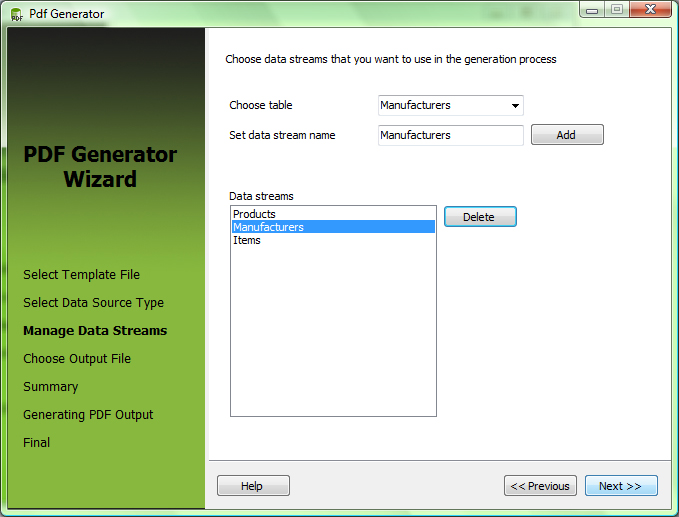 PDF
Pdf Generator
PDF Generator
Wizard
Select Template File
Select Data Source Type
Manage Data Streams
Choose Output File
Summary
Generating PDF Output
Final
Choose data streams that you want to use in the generation process
Choose table
Manufacturers
Set data stream name
Manufacturers
Add
Data streams
Products
Manufacturers
Items
Delete
Help
<< Previous
Next >>